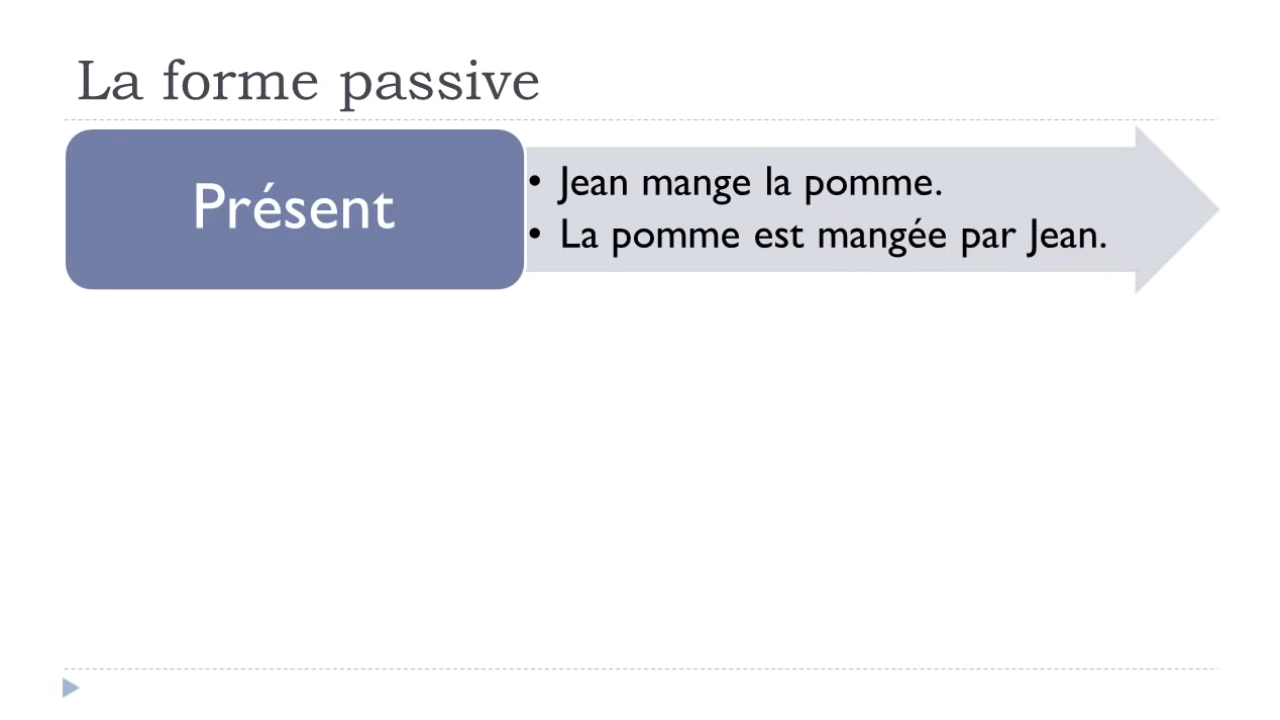 La forme passive
Présent
• Jean mange la pomme.
• La pomme est mangée par Jean.